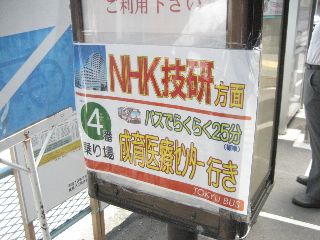 ご利用下さい
NHK技研方面
4番乗り場
バスでらくらく25分
成育医療センター行き
TOKYU BUS